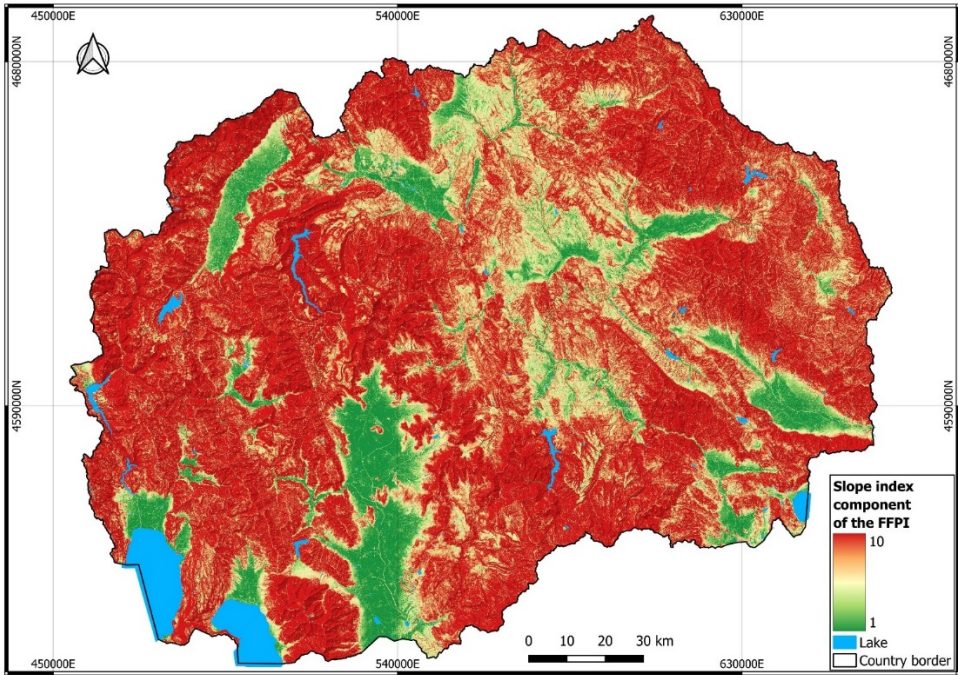 450000E 540000E 630000E
4680000N 4680000N
4590000N 4590000N
Slope index
component
of the FFPI
10
1
Lake
Country border
0 10 20 30 km
450000E 540000E 630000E